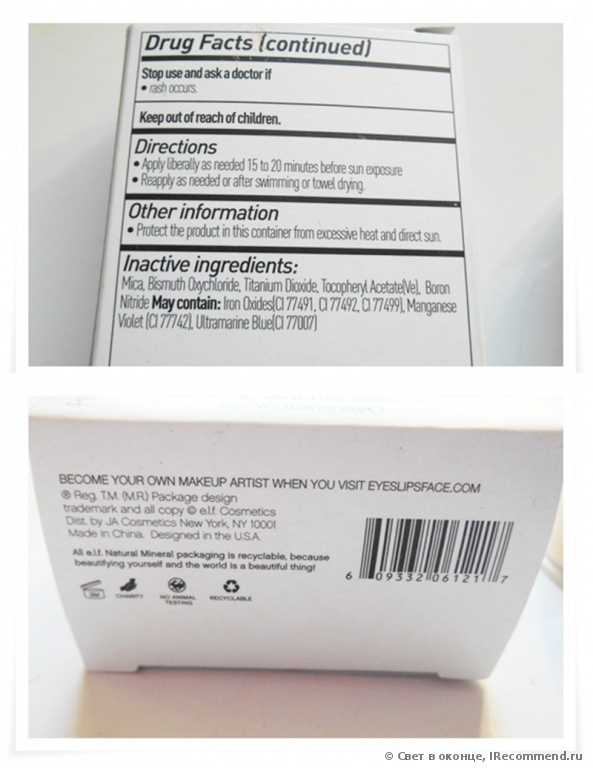 Drug Facts (continued)
Stop use and ask a doctor if
• rash occurs.
Keep out of reach of children.
Directions
• Apply liberally as needed 15 to 20 minutes before sun exposure
• Reapply as needed or after swimming or towel drying.
Other information
• Protect the product in this container from excessive heat and direct sun.
Inactive ingredients:
Mica, Bismuth Oxychloride, Titanium Dioxide, Tocopheryl Acetate(Ve), Boron
Nitride May contain: Iron Oxides(CI 77491, CI 77492, CI 77499), Manganese
Violet (CI 77742), Ultramarine Blue(CI 77007)
BECOME YOUR OWN MAKEUP ARTIST WHEN YOU VISIT EYESLIPSFACE.COM
® Reg. T.M. (M.R.) Package design
trademark and all copy © e.l.f. Cosmetics
Dist. by JA Cosmetics New York, NY 10001
Made in China. Designed in the U.S.A.
All e.l.f. Natural Mineral packaging is recyclable, because
beautifying yourself and the world is a beautiful thing!
CHARITY
NO ANIMAL
TESTING
RECYCLABLE
6 09332 06121 7
© Свет в оконце, IRecommend.ru